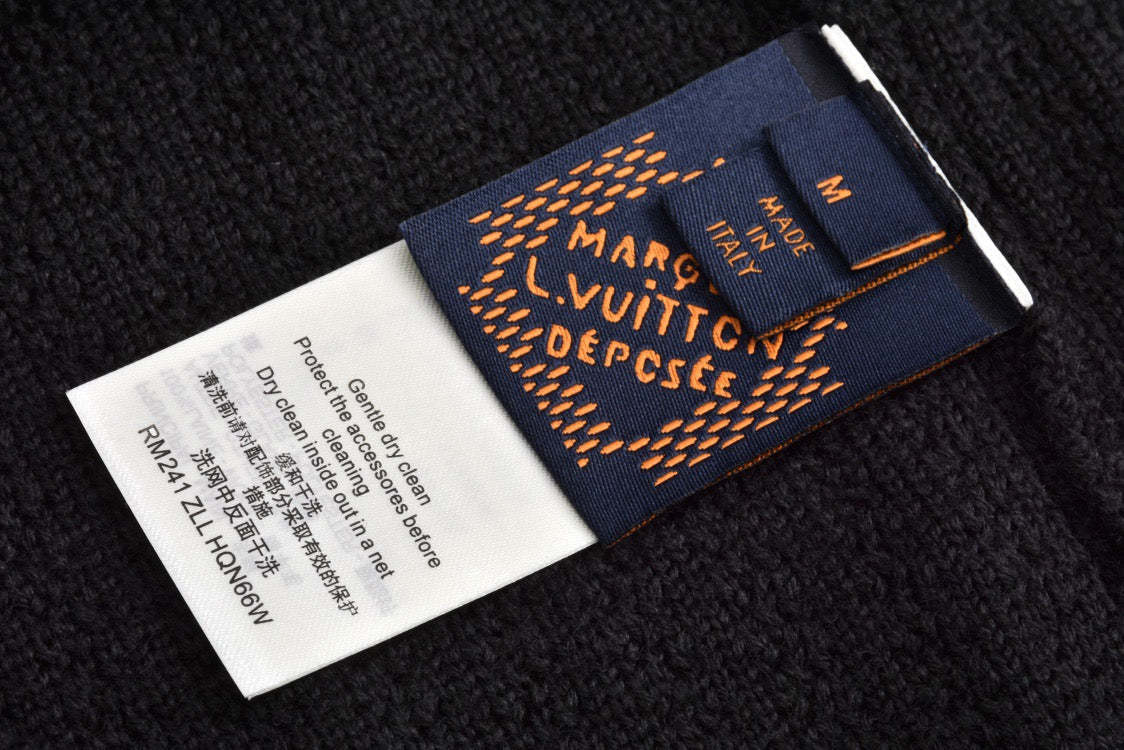 M
MADE
IN
ITALY
L.VUITTON
DÉPOSÉE
Gentle dry clean
Protect the accessores before
cleaning
Dry clean inside out in a net
缓和干洗
清洗前请对配饰部分采取有效的保护
措施
洗网中反面干洗
RM241 ZLL HQN66W